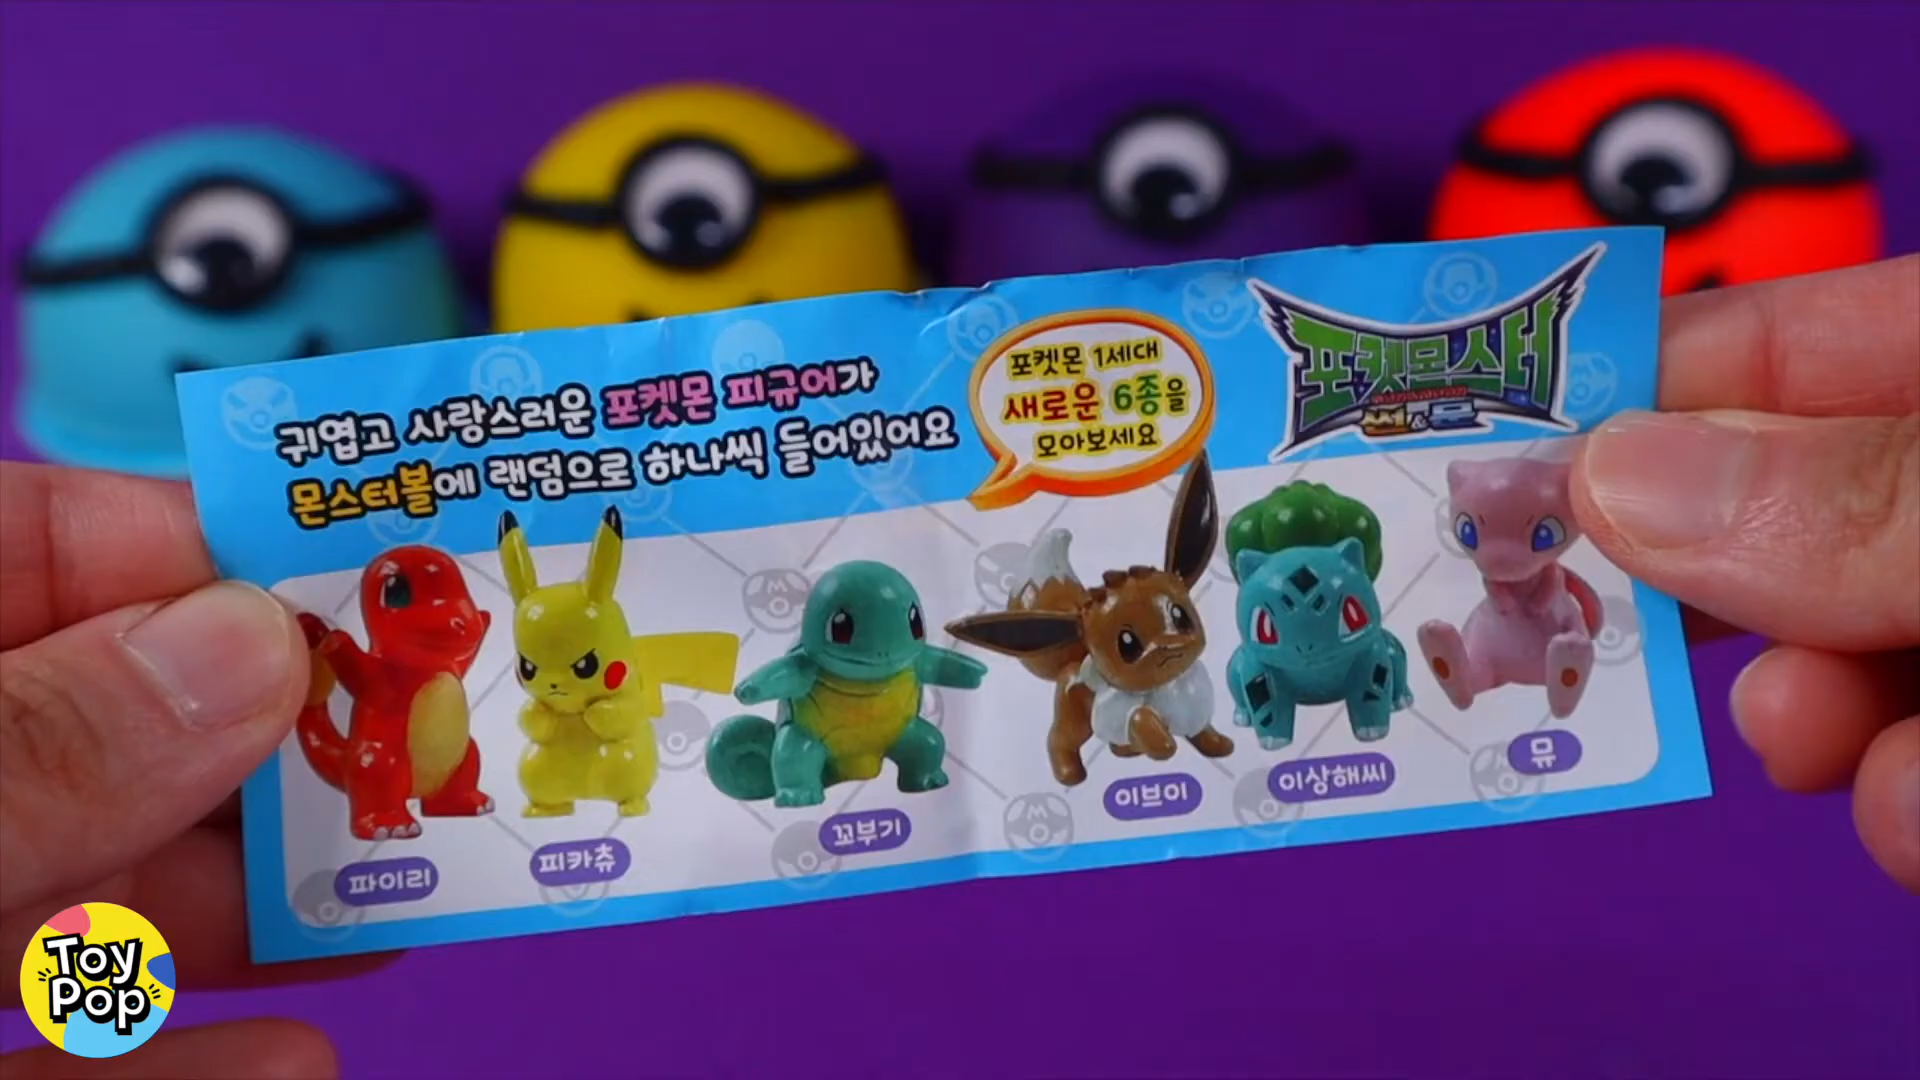 귀엽고 사랑스러운 포켓몬 피규어가
몬스터볼에 랜덤으로 하나씩 들어있어요
포켓몬 1세대
새로운 6종을
모아보세요
포켓몬스터
썬&문
파이리
피카츄
꼬부기
이브이
이상해씨
뮤
Toy
Pop